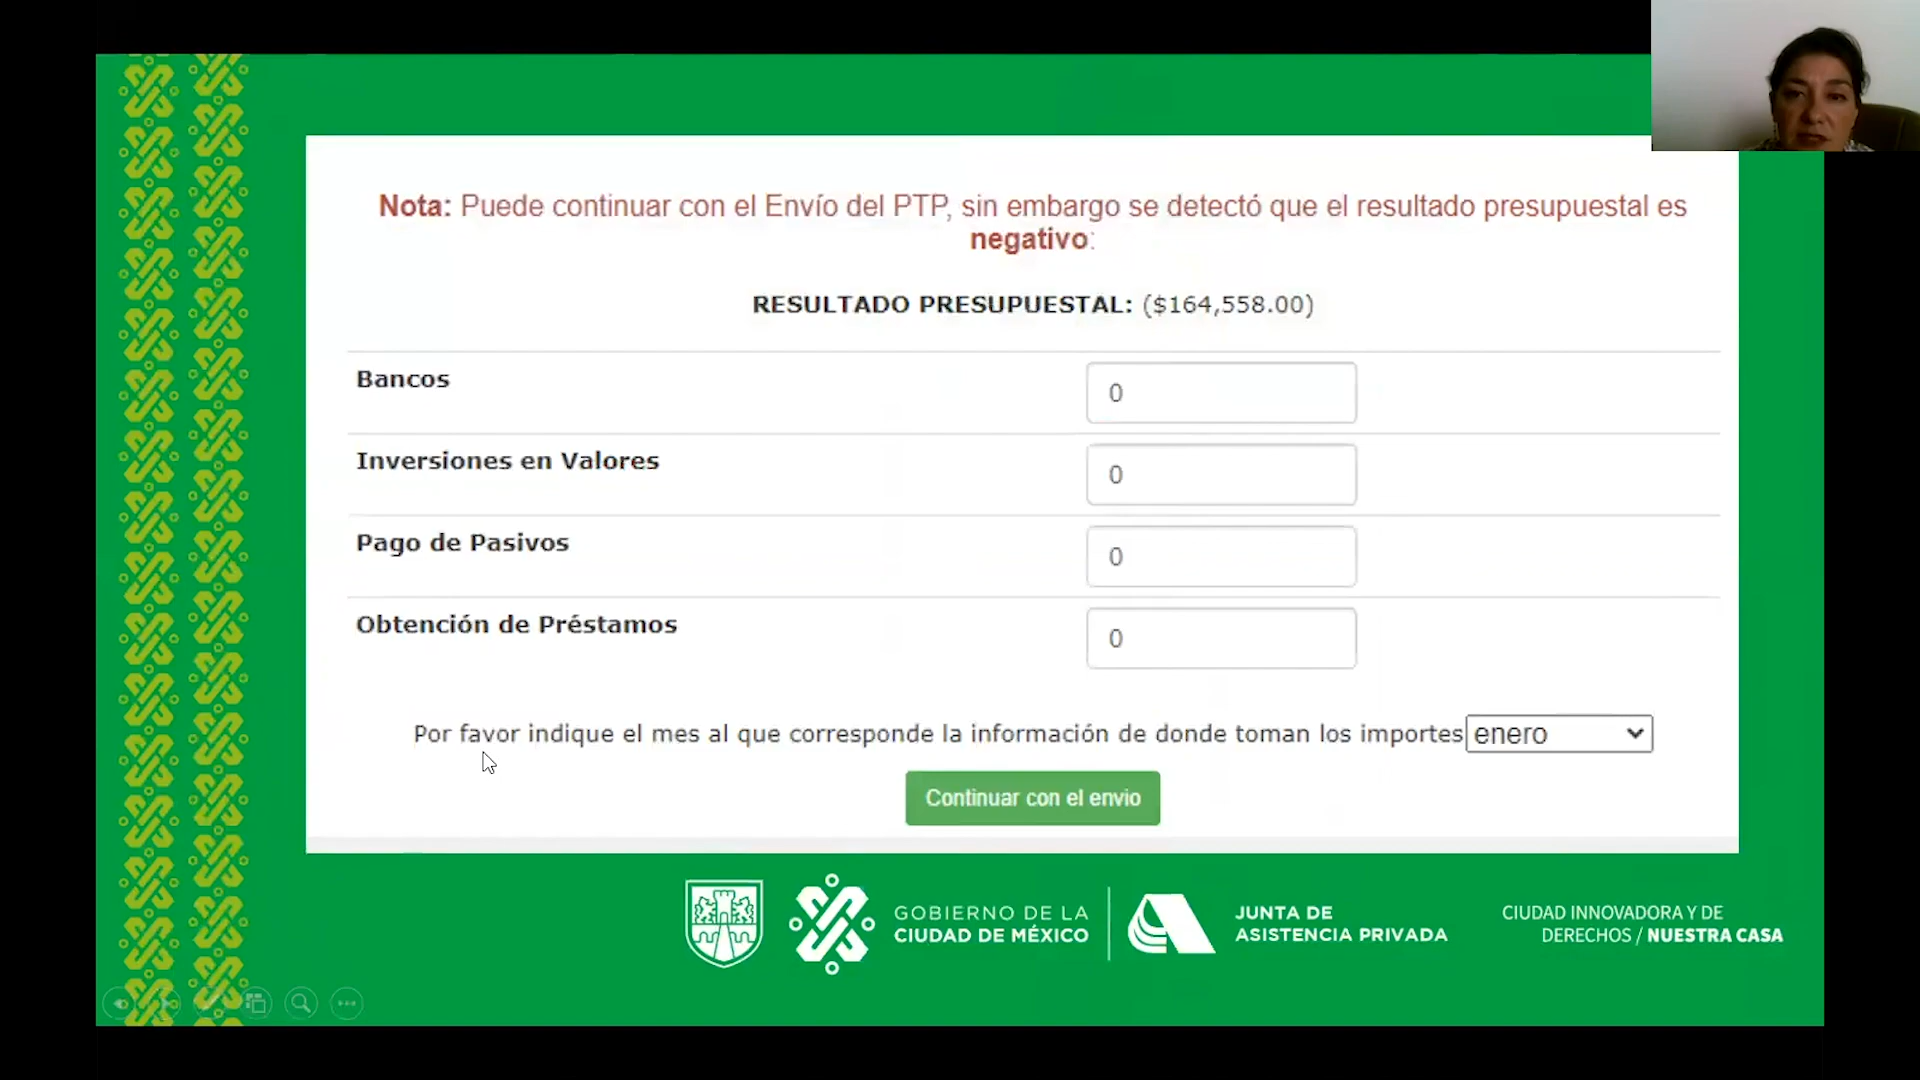 Nota: Puede continuar con el Envío del PTP, sin embargo se detectó que el resultado presupuestal es
negativo:
RESULTADO PRESUPUESTAL: ($164,558.00)
Bancos 0
Inversiones en Valores 0
Pago de Pasivos 0
Obtención de Préstamos 0
Por favor indique el mes al que corresponde la información de donde toman los importes enero
Continuar con el envio
GOBIERNO DE LA
CIUDAD DE MÉXICO
JUNTA DE
ASISTENCIA PRIVADA
CIUDAD INNOVADORA Y DE
DERECHOS / NUESTRA CASA